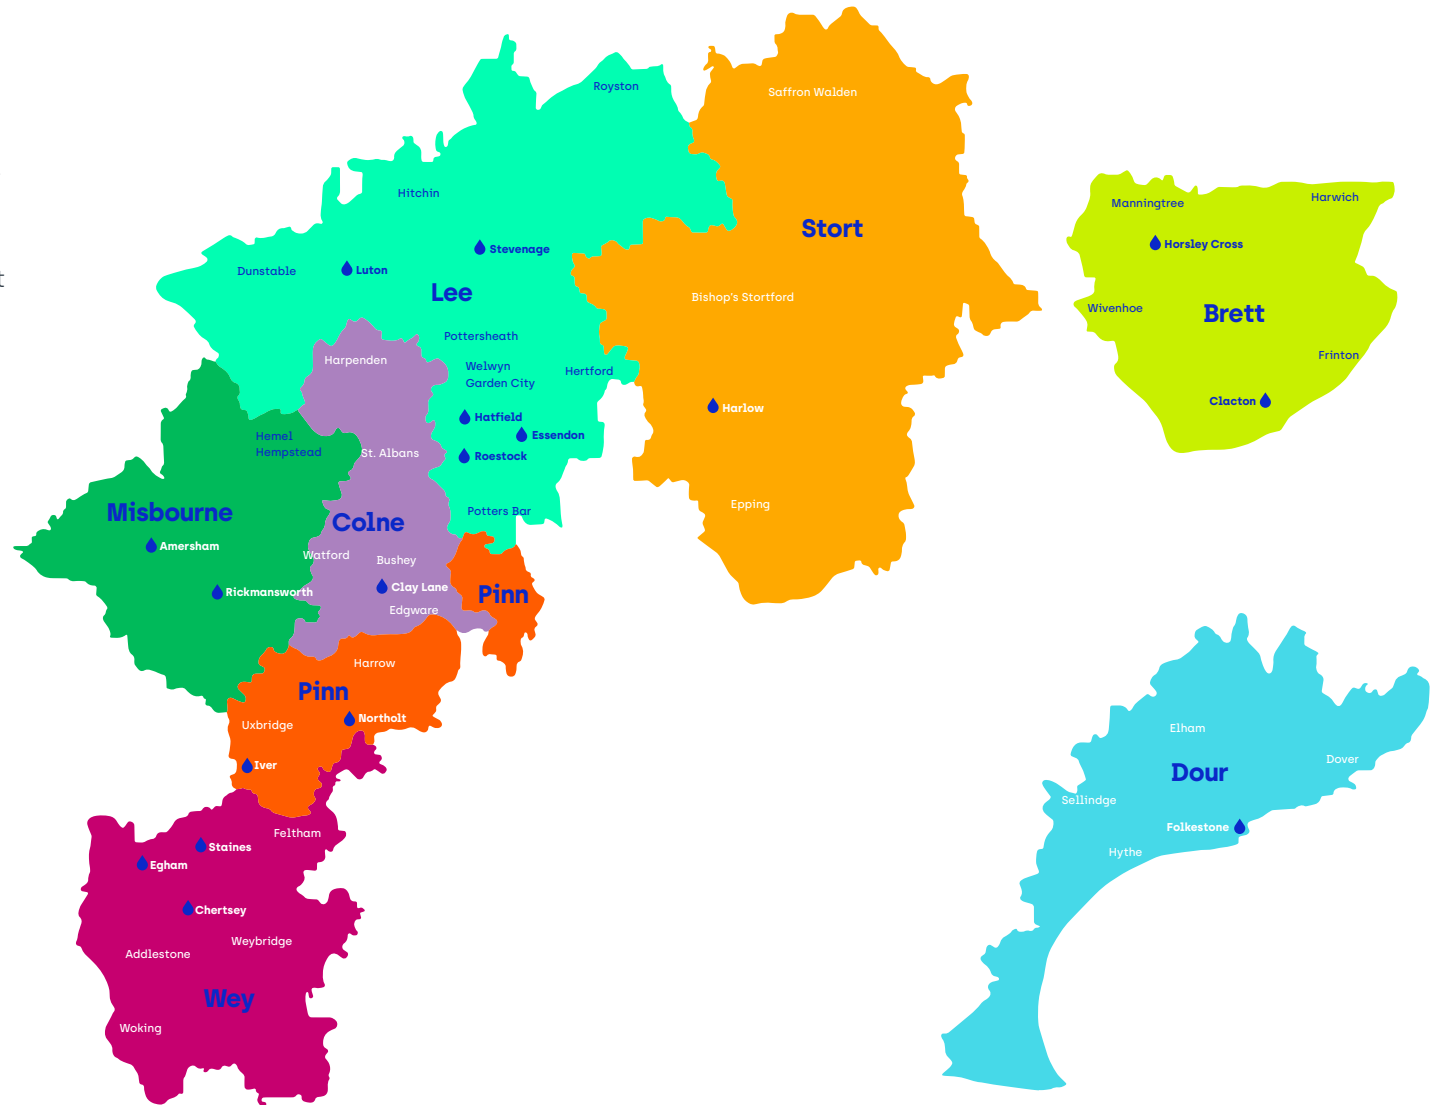 Royston
Saffron Walden
Hitchin
Stort
Manningtree
Harwich
Stevenage
Horsley Cross
Dunstable
Luton
Lee
Bishop's Stortford
Wivenhoe
Brett
Pottersheath
Harpenden
Frinton
Welwyn
Garden City
Hertford
Clacton
Harlow
Hatfield
Hemel
Hempstead
Essendon
St. Albans
Roestock
Epping
Misbourne
Potters Bar
Colne
Amersham
Watford
Bushey
Rickmansworth
Clay Lane
Pinn
Edgware
Harrow
Pinn
Uxbridge
Northolt
Elham
Iver
Dour
Dover
Sellindge
Feltham
Folkestone
Staines
Hythe
Egham
Chertsey
Weybridge
Addlestone
Wey
Woking
t